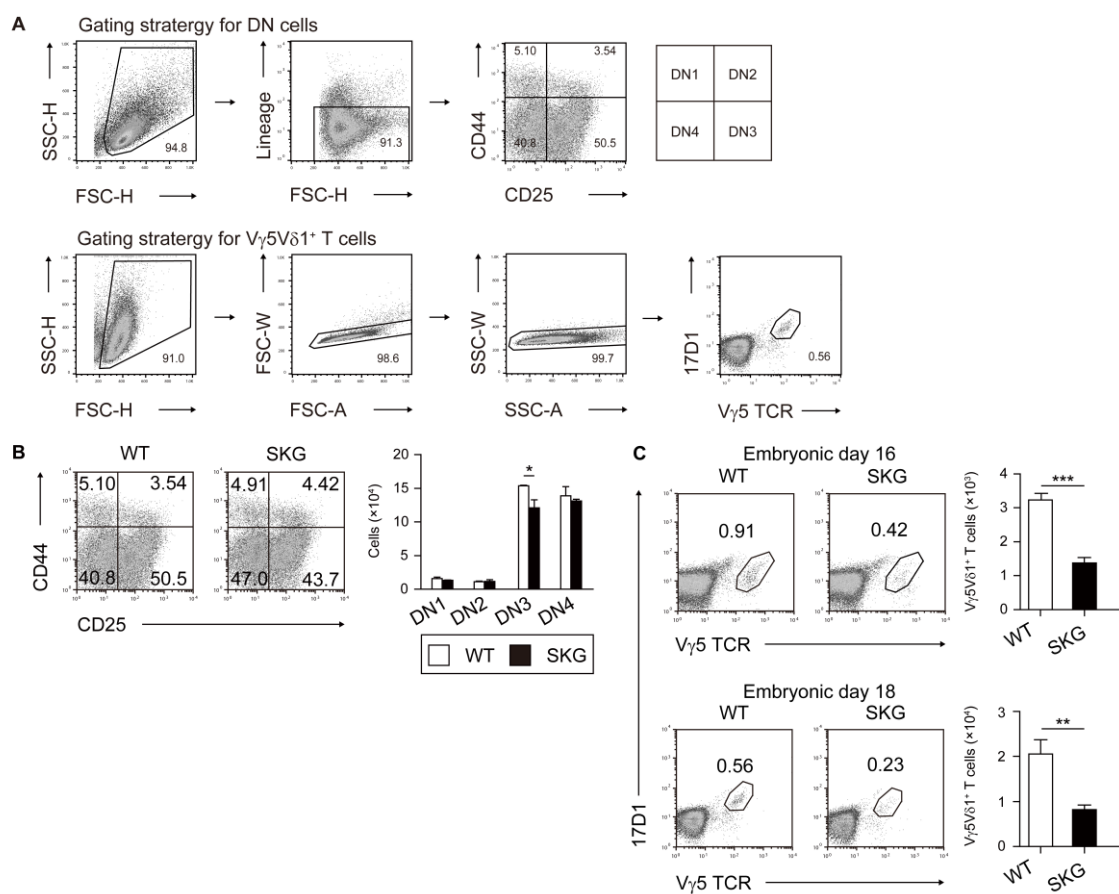 A
Gating stratergy for DN cells
SSC-H
94.8
FSC-H
Lineage
91.3
FSC-H
5.10 3.54
CD44
40.8 50.5
CD25
DN1 DN2
DN4 DN3
Gating stratergy for Vγ5Vδ1⁺ T cells
SSC-H
91.0
FSC-H
FSC-W
98.6
FSC-A
SSC-W
99.7
SSC-A
17D1
0.56
Vγ5 TCR
B
WT SKG
5.10 3.54 4.91 4.42
CD44
40.8 50.5 47.0 43.7
CD25
Cells (×10⁴)
20
15
10
5
0
*
DN1 DN2 DN3 DN4
WT SKG
C
Embryonic day 16
WT SKG
0.91 0.42
Vγ5 TCR
Vγ5Vδ1⁺ T cells (×10³)
4
3
2
1
0
***
WT SKG
Embryonic day 18
WT SKG
0.56 0.23
17D1
Vγ5 TCR
Vγ5Vδ1⁺ T cells (×10⁴)
3
2
1
0
**
WT SKG